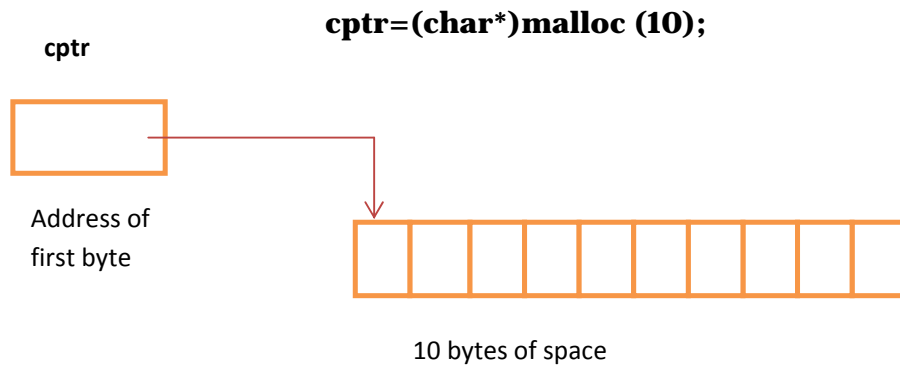 cptr=(char*)malloc (10);
cptr
Address of
first byte
10 bytes of space